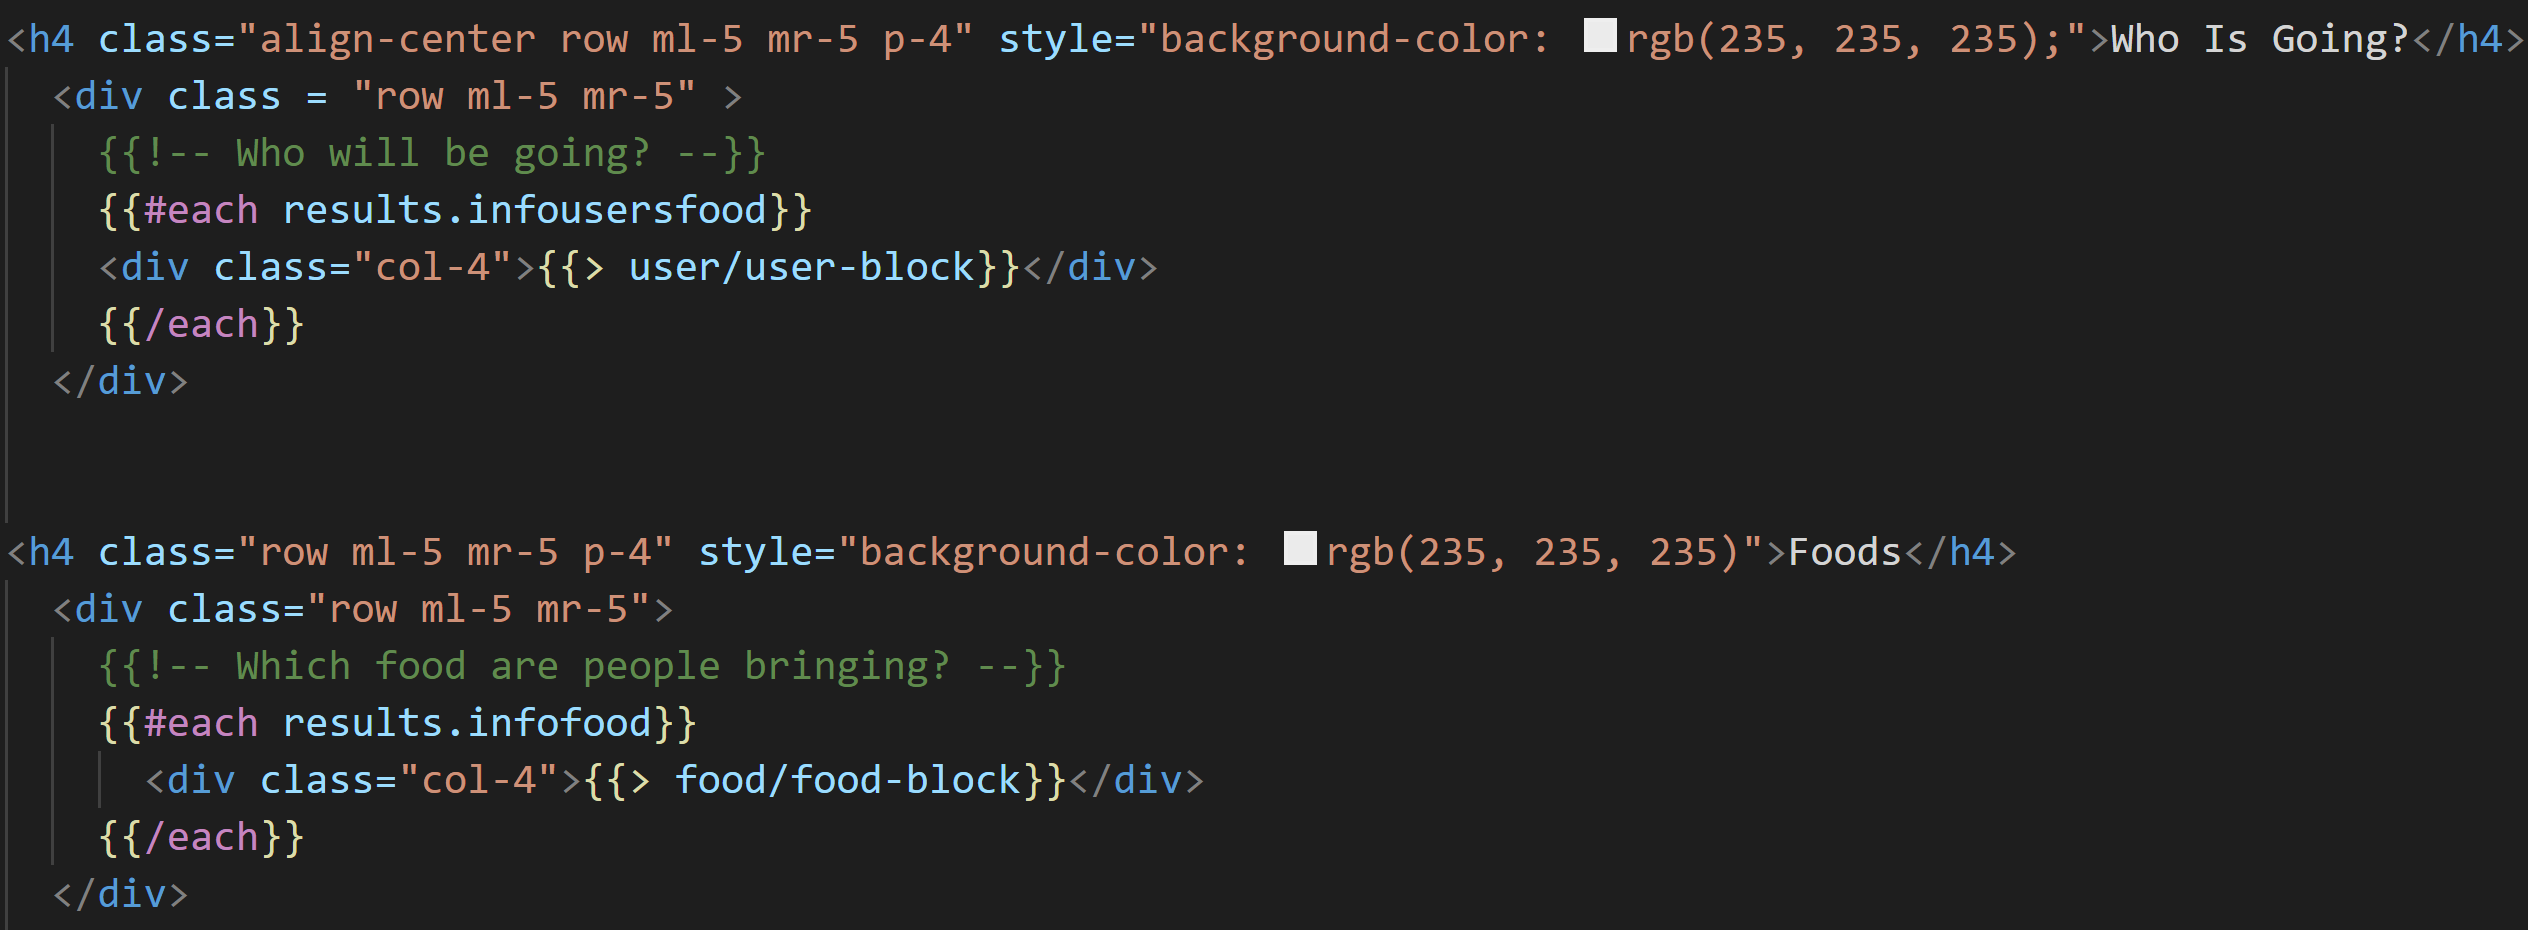 <h4 class="align-center row ml-5 mr-5 p-4" style="background-color: rgb(235, 235, 235);">Who Is Going?</h4>
<div class = "row ml-5 mr-5" >
{{!-- Who will be going? --}}
{{#each results.infousersfood}}
<div class="col-4">{{> user/user-block}}</div>
{{/each}}
</div>
<h4 class="row ml-5 mr-5 p-4" style="background-color: rgb(235, 235, 235)">Foods</h4>
<div class="row ml-5 mr-5">
{{!-- Which food are people bringing? --}}
{{#each results.infofood}}
<div class="col-4">{{> food/food-block}}</div>
{{/each}}
</div>